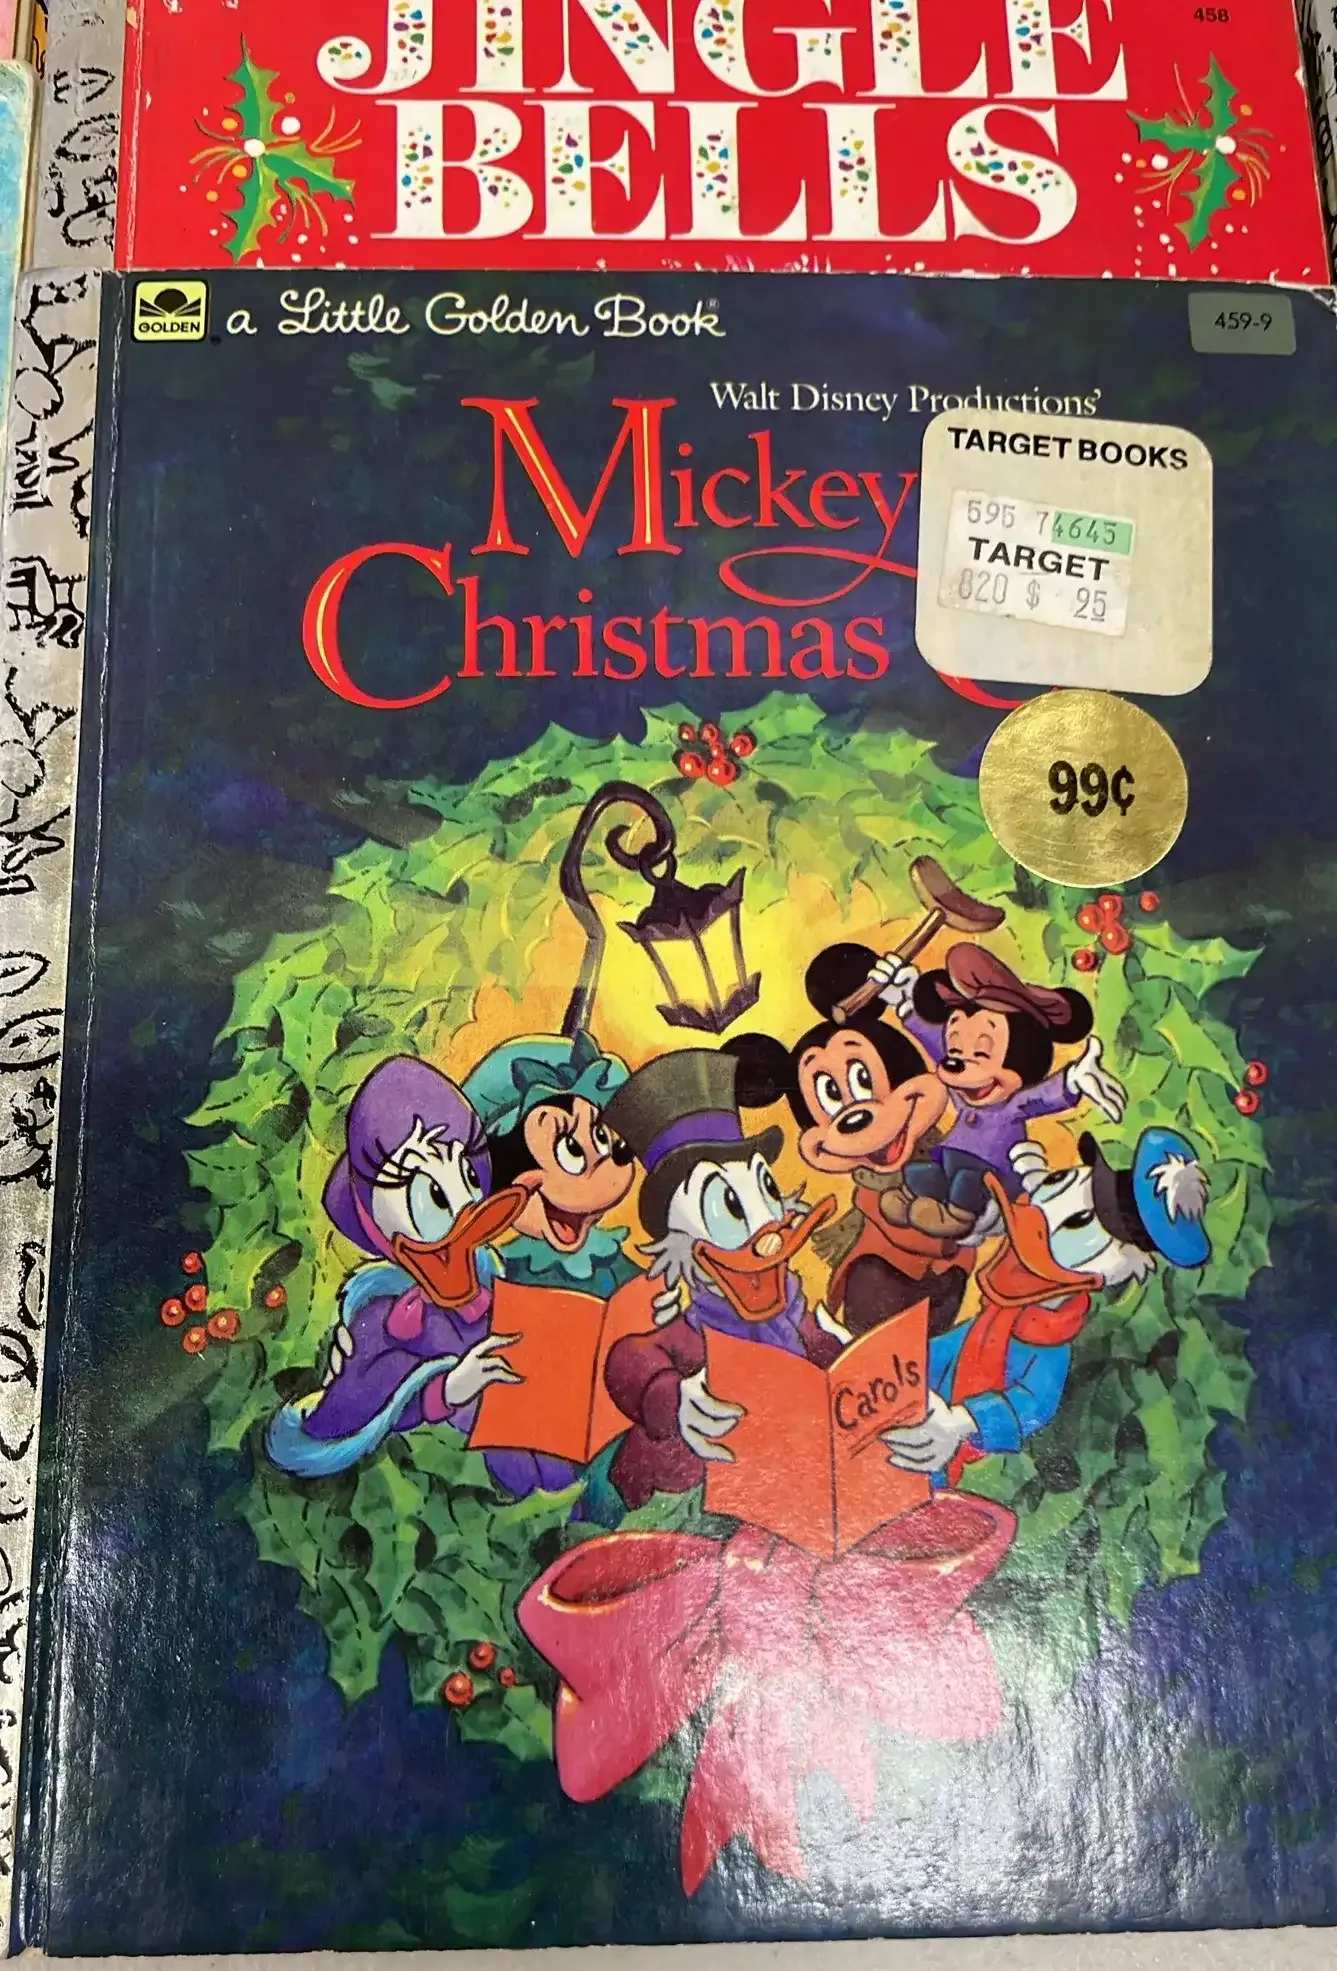 458
JINGLE
BELLS
GOLDEN
a Little Golden Book®
459-9
Walt Disney Productions'
Mickey
Christmas C
TARGET BOOKS
595 74645
TARGET
820 $ 95
99¢
Carols